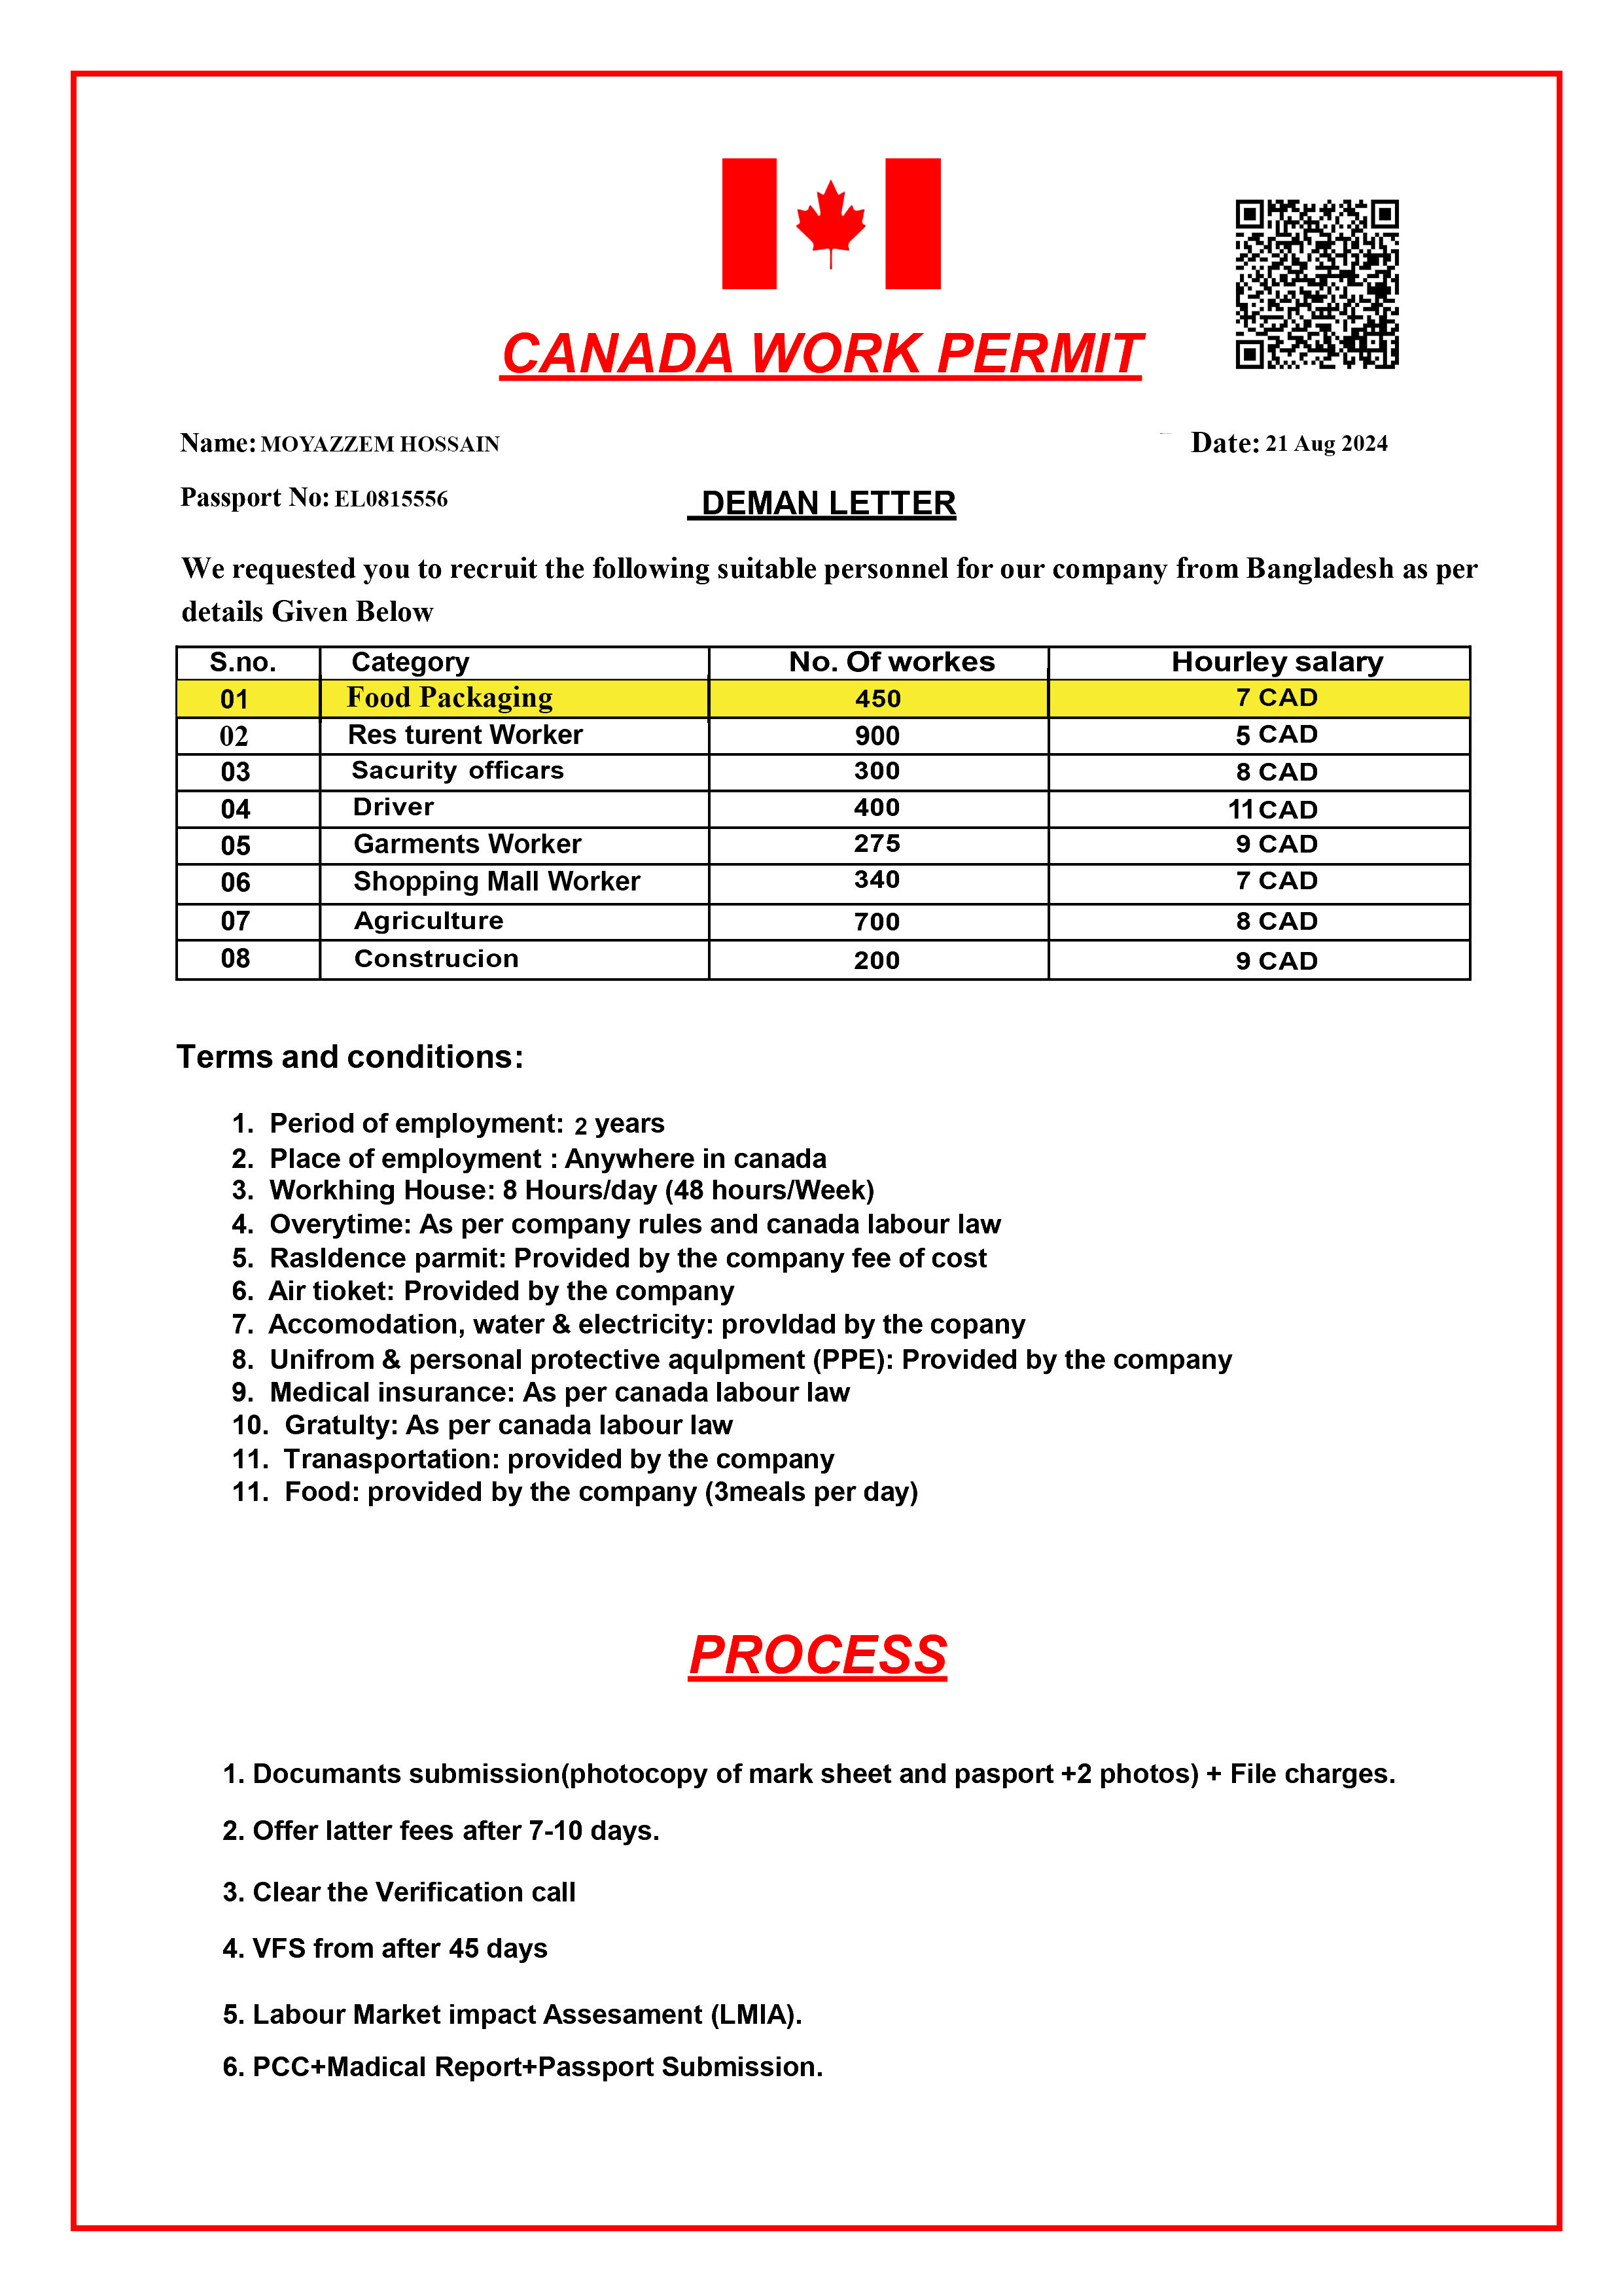 CANADA WORK PERMIT
Name: MOYAZZEM HOSSAIN Date: 21 Aug 2024
Passport No: EL0815556
DEMAN LETTER
We requested you to recruit the following suitable personnel for our company from Bangladesh as per
details Given Below
S.no. Category No. Of workes Hourley salary
01 Food Packaging 450 7 CAD
02 Res turent Worker 900 5 CAD
03 Sacurity officars 300 8 CAD
04 Driver 400 11 CAD
05 Garments Worker 275 9 CAD
06 Shopping Mall Worker 340 7 CAD
07 Agriculture 700 8 CAD
08 Construcion 200 9 CAD
Terms and conditions:
1. Period of employment: 2 years
2. Place of employment : Anywhere in canada
3. Workhing House: 8 Hours/day (48 hours/Week)
4. Overytime: As per company rules and canada labour law
5. Rasldence parmit: Provided by the company fee of cost
6. Air tioket: Provided by the company
7. Accomodation, water & electricity: provldad by the copany
8. Unifrom & personal protective aqulpment (PPE): Provided by the company
9. Medical insurance: As per canada labour law
10. Gratulty: As per canada labour law
11. Tranasportation: provided by the company
11. Food: provided by the company (3meals per day)
PROCESS
1. Documants submission(photocopy of mark sheet and pasport +2 photos) + File charges.
2. Offer latter fees after 7-10 days.
3. Clear the Verification call
4. VFS from after 45 days
5. Labour Market impact Assesament (LMIA).
6. PCC+Madical Report+Passport Submission.